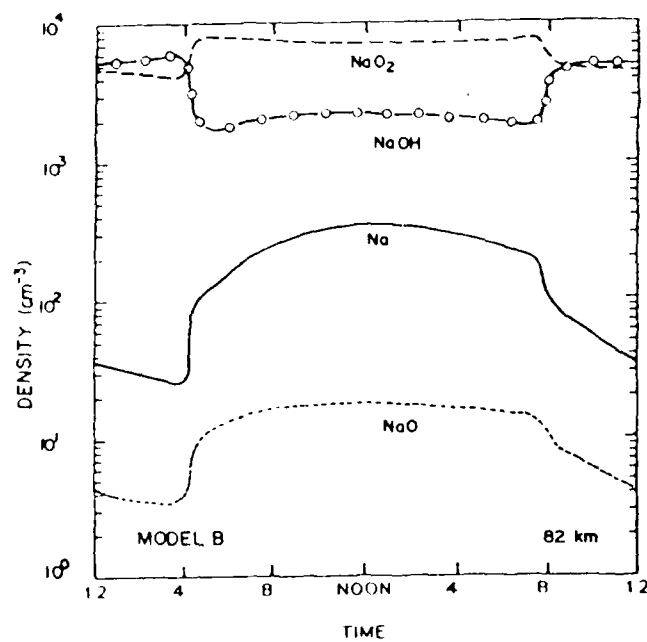 10⁴
NaO₂
NaOH
10³
Na
10²
DENSITY (cm⁻³)
NaO
10¹
MODEL B
82 km
10⁰
12 4 8 NOON 4 8 12
TIME